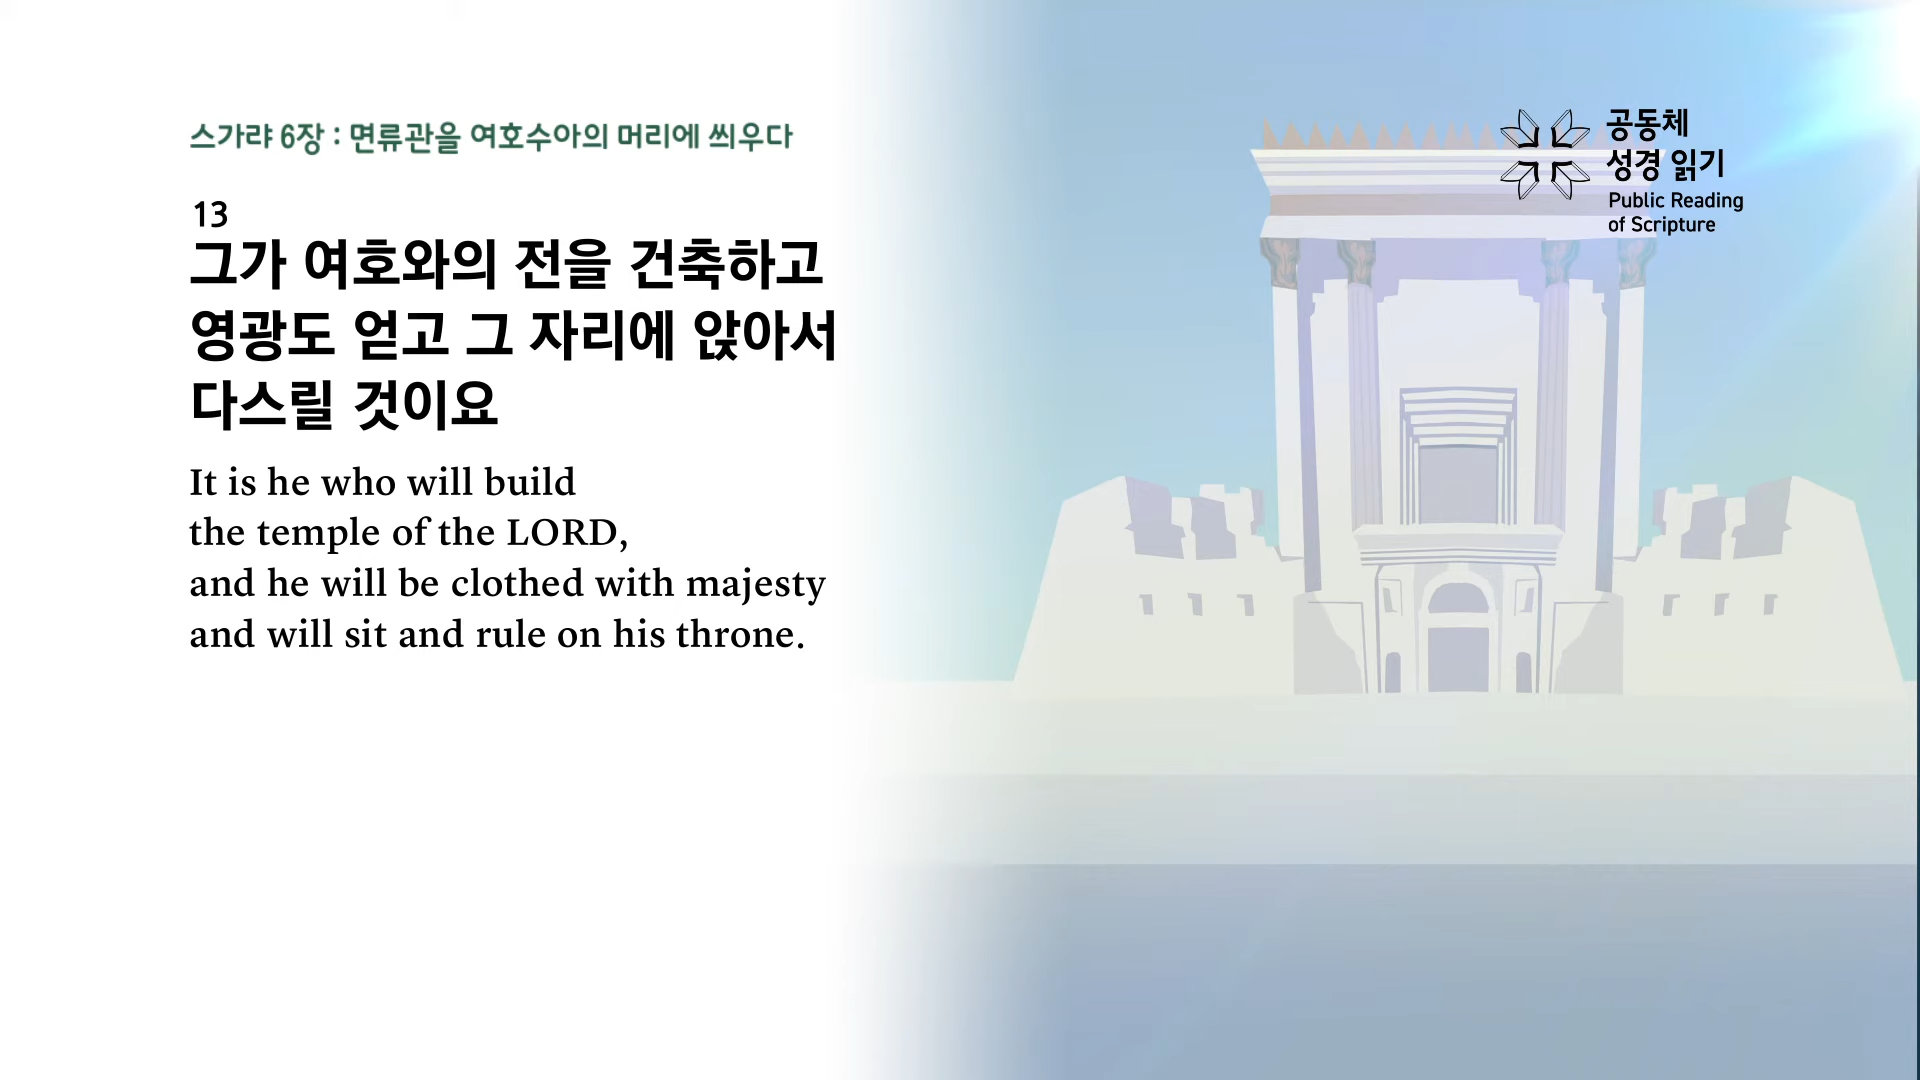 스가랴 6장 : 면류관을 여호수아의 머리에 씌우다
13
그가 여호와의 전을 건축하고
영광도 얻고 그 자리에 앉아서
다스릴 것이요
It is he who will build
the temple of the LORD,
and he will be clothed with majesty
and will sit and rule on his throne.
공동체
성경 읽기
Public Reading
of Scripture